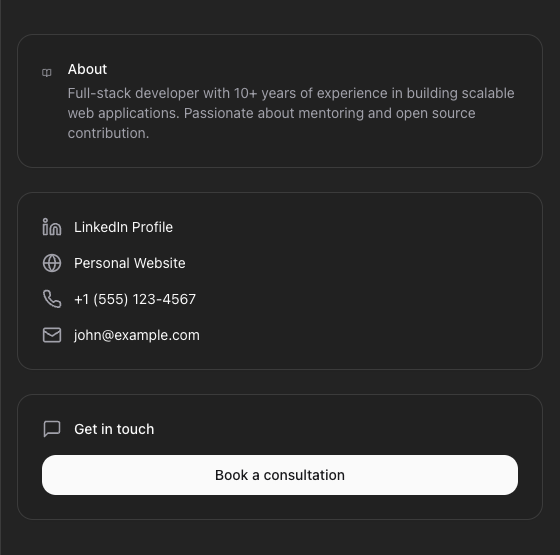 About
Full-stack developer with 10+ years of experience in building scalable
web applications. Passionate about mentoring and open source
contribution.
LinkedIn Profile
Personal Website
+1 (555) 123-4567
john@example.com
Get in touch
Book a consultation